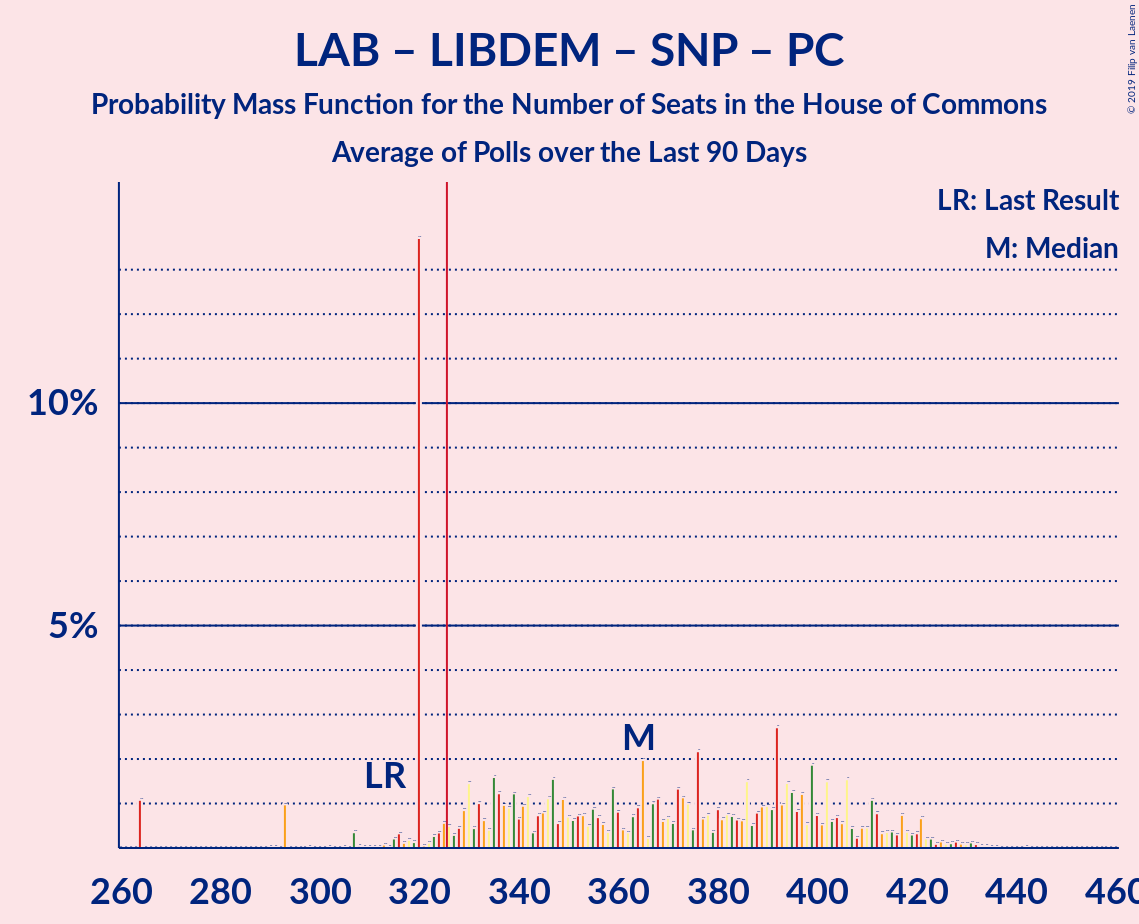 © 2019 Filip van Laenen
LAB – LIBDEM – SNP – PC
Probability Mass Function for the Number of Seats in the House of Commons
Average of Polls over the Last 90 Days
LR: Last Result
M: Median
10%
5%
M
LR
260 280 300 320 340 360 380 400 420 440 460